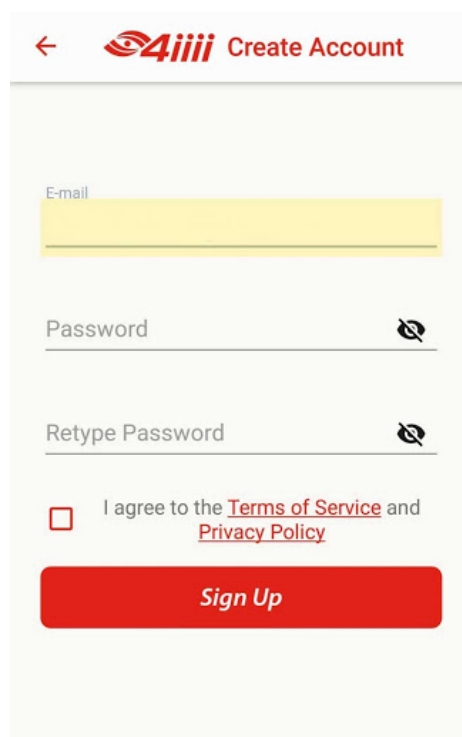 4iiii Create Account
E-mail
Password
Retype Password
I agree to the Terms of Service and
Privacy Policy
Sign Up